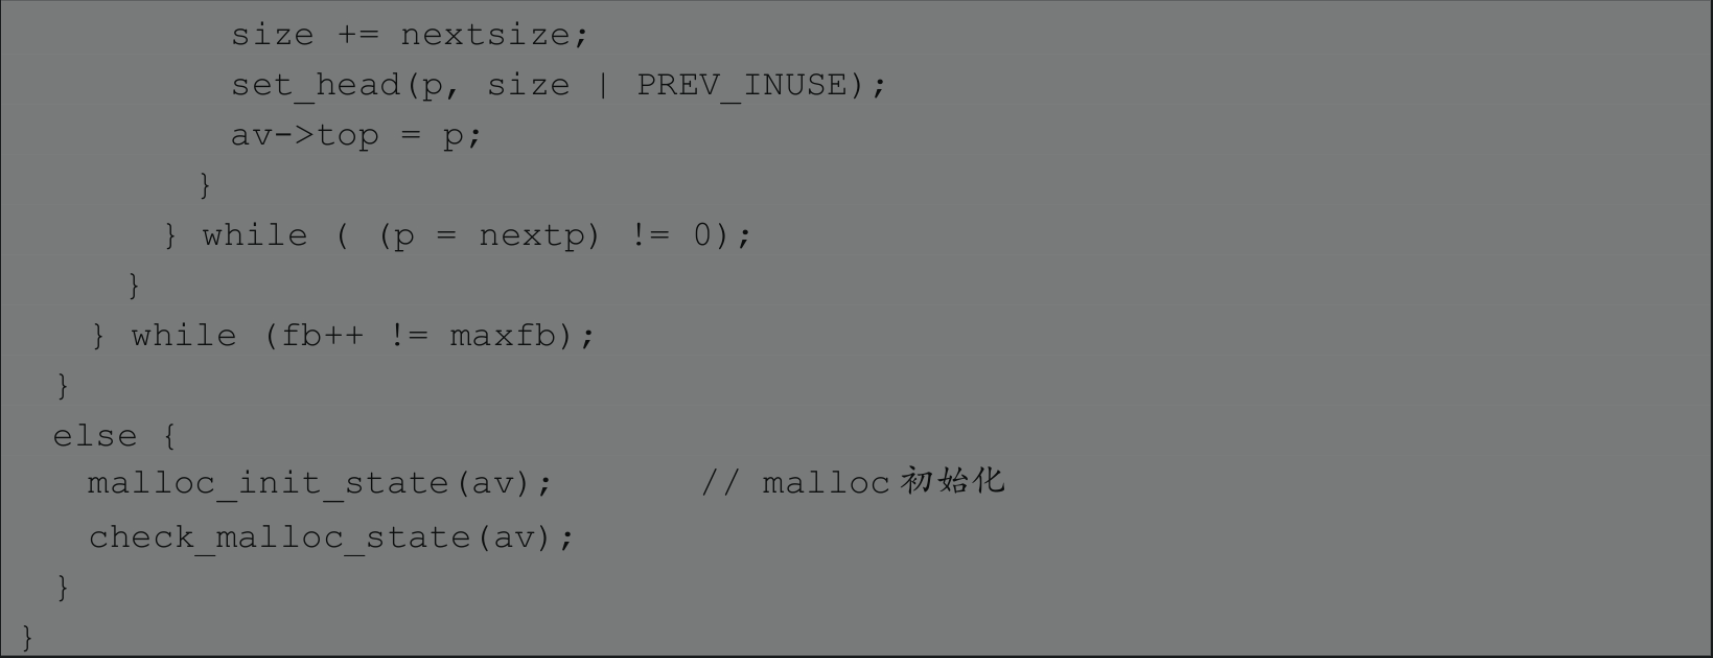 size += nextsize;
set_head(p, size | PREV_INUSE);
av->top = p;
}
} while ( (p = nextp) != 0);
}
} while (fb++ != maxfb);
}
else {
malloc_init_state(av); // malloc 初始化
check_malloc_state(av);
}
}